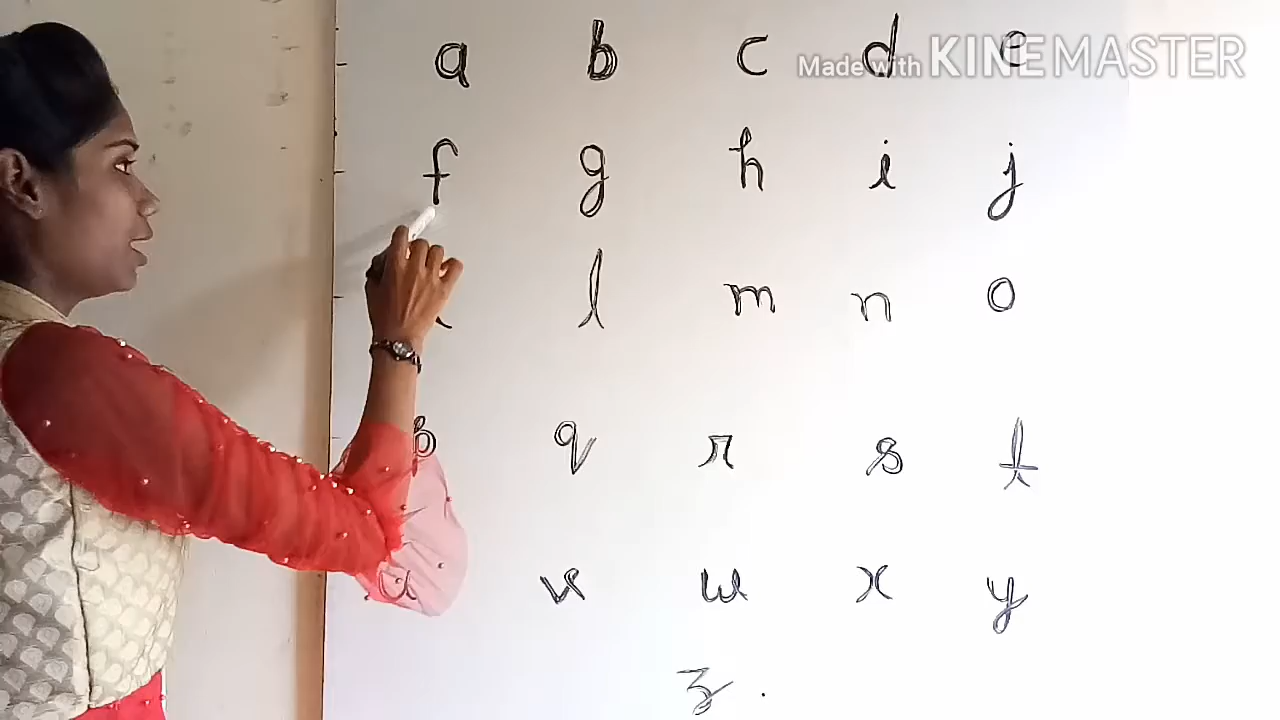 a b c d e
Made with KINEMASTER
f g h i j
l m n o
p q r s t
u v w x y
z .